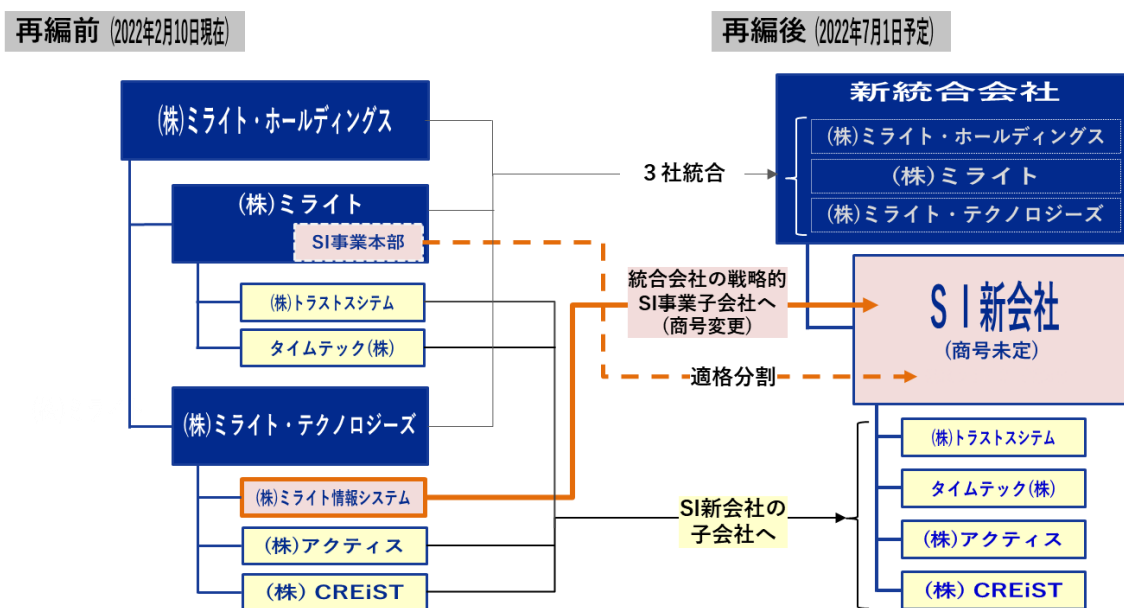 再編前 (2022年2月10日現在)
(株)ミライト・ホールディングス
(株)ミライト
SI事業本部
(株)トラストスシテム
タイムテック(株)
(株)ミライト・テクノロジーズ
(株)ミライト情報システム
(株)アクティス
(株) CREiST
3社統合
統合会社の戦略的
SI事業子会社へ
(商号変更)
適格分割
SI新会社の
子会社へ
再編後 (2022年7月1日予定)
新統合会社
(株)ミライト・ホールディングス
(株)ミライト
(株)ミライト・テクノロジーズ
SI新会社
(商号未定)
(株)トラストスシテム
タイムテック(株)
(株)アクティス
(株) CREiST